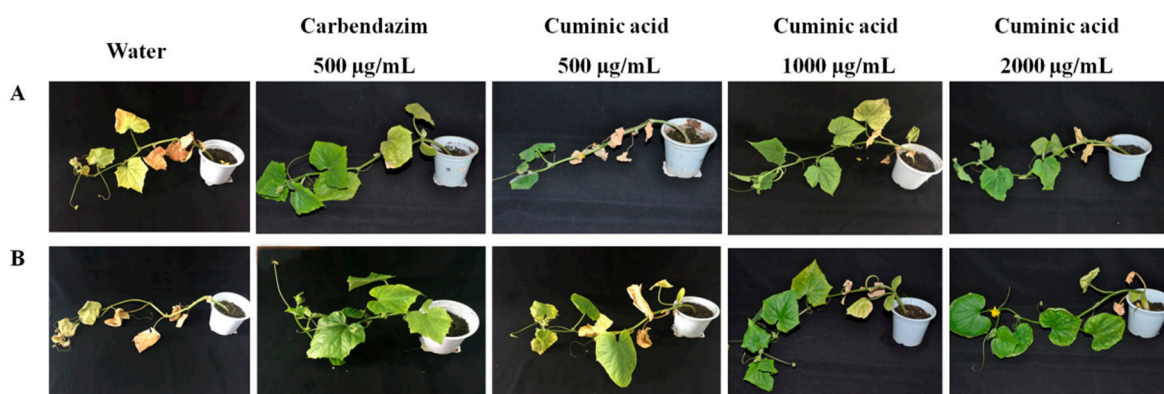 Water
Carbendazim
500 μg/mL
Cuminic acid
500 μg/mL
Cuminic acid
1000 μg/mL
Cuminic acid
2000 μg/mL
A
B